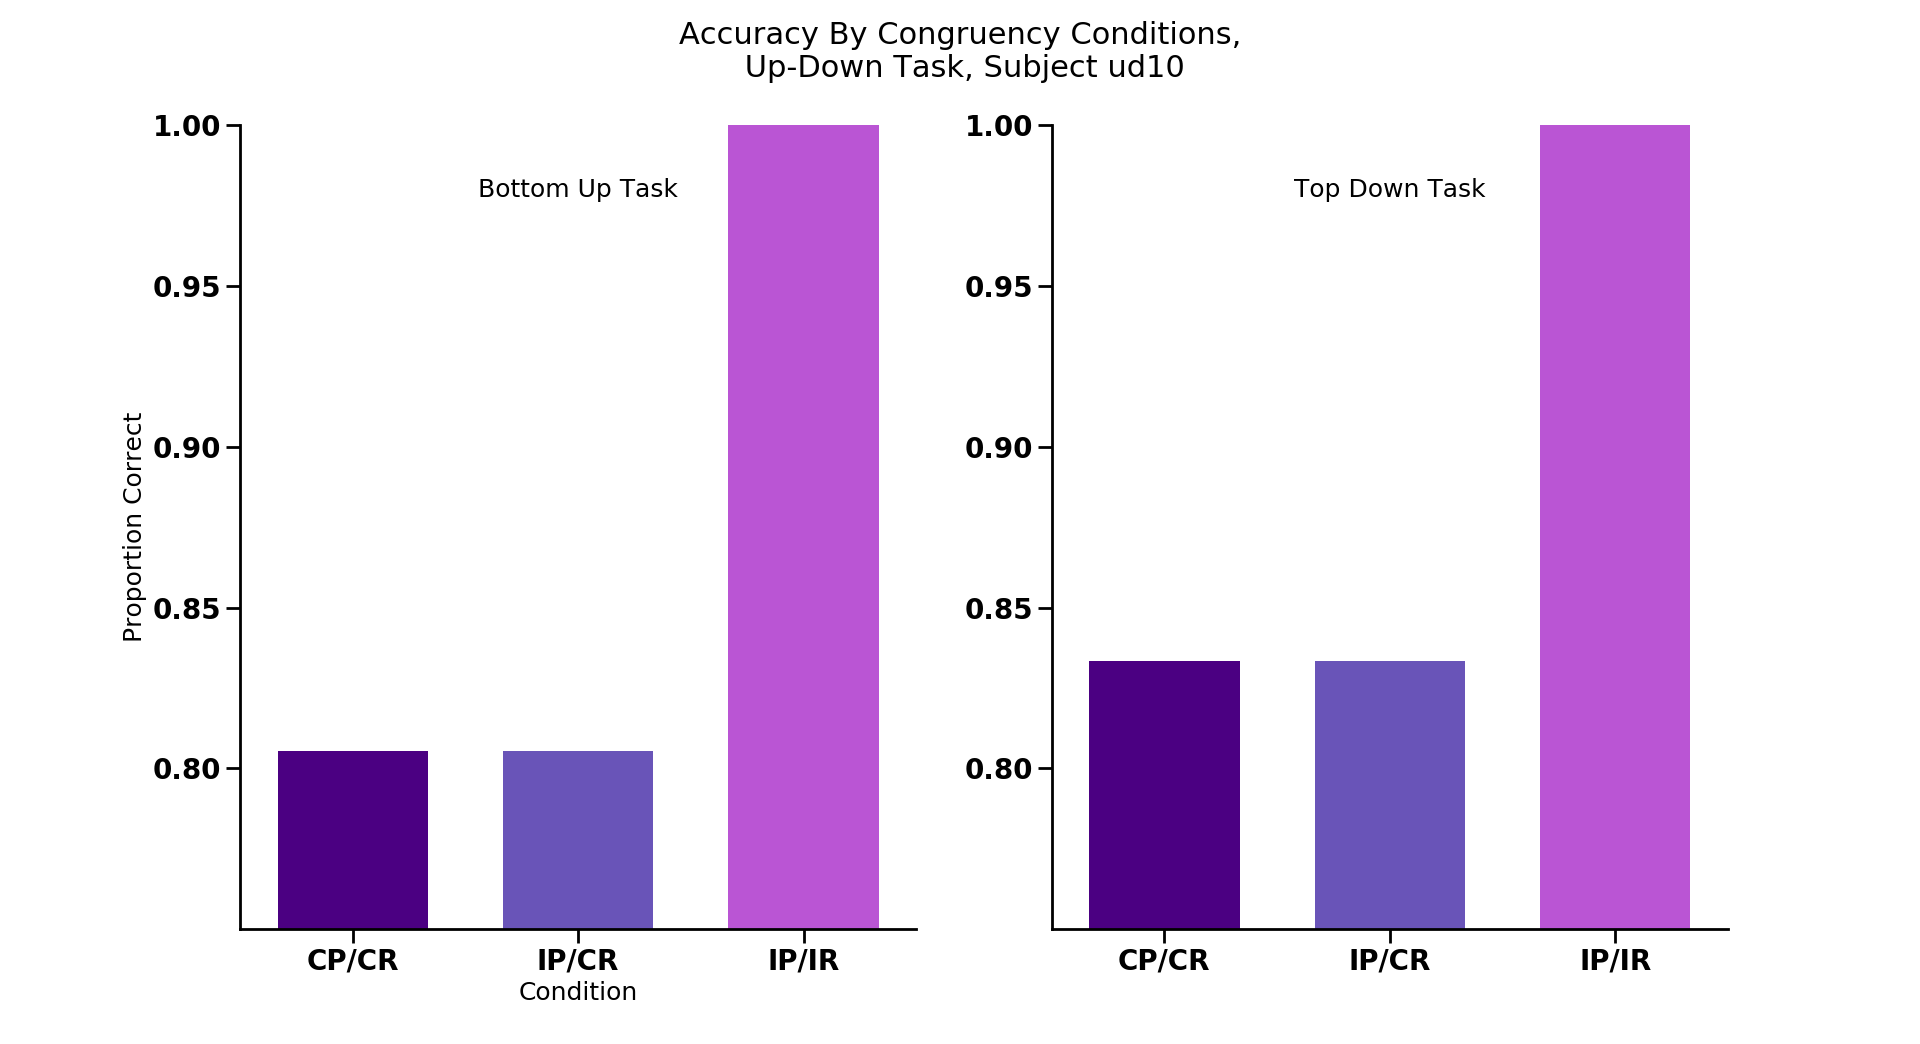 Accuracy By Congruency Conditions,
Up-Down Task, Subject ud10
Proportion Correct
1.00
0.95
0.90
0.85
0.80
Bottom Up Task
CP/CR IP/CR IP/IR
Condition
1.00
0.95
0.90
0.85
0.80
Top Down Task
CP/CR IP/CR IP/IR